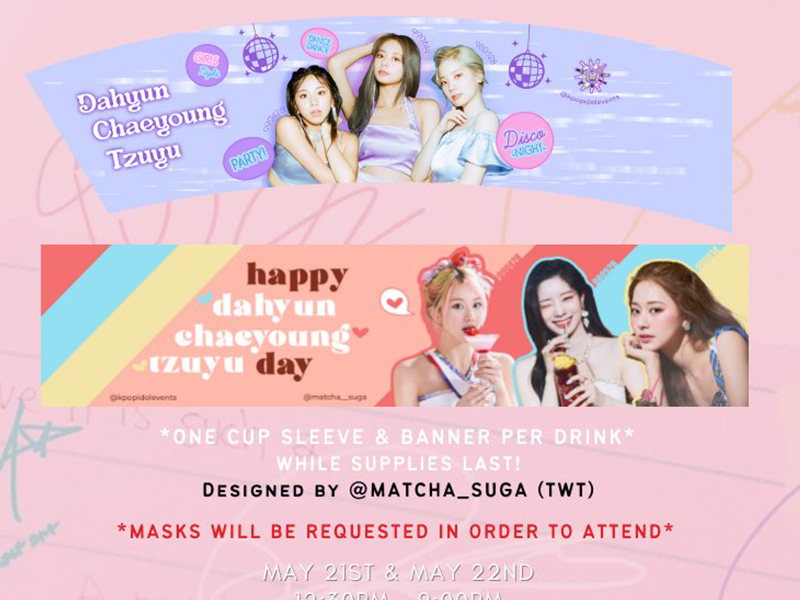 GIRLS
Night
DANCE
DANCE
Dahyun
Chaeyoung
Tzuyu
PARTY!
Disco
-NIGHT-
@kpopidolevents
happy
dahyun
chaeyoung
tzuyu day
@kpopidolevents
@matcha__suga
*ONE CUP SLEEVE & BANNER PER DRINK*
WHILE SUPPLIES LAST!
DESIGNED BY @MATCHA_SUGA (TWT)
*MASKS WILL BE REQUESTED IN ORDER TO ATTEND*
MAY 21ST & MAY 22ND